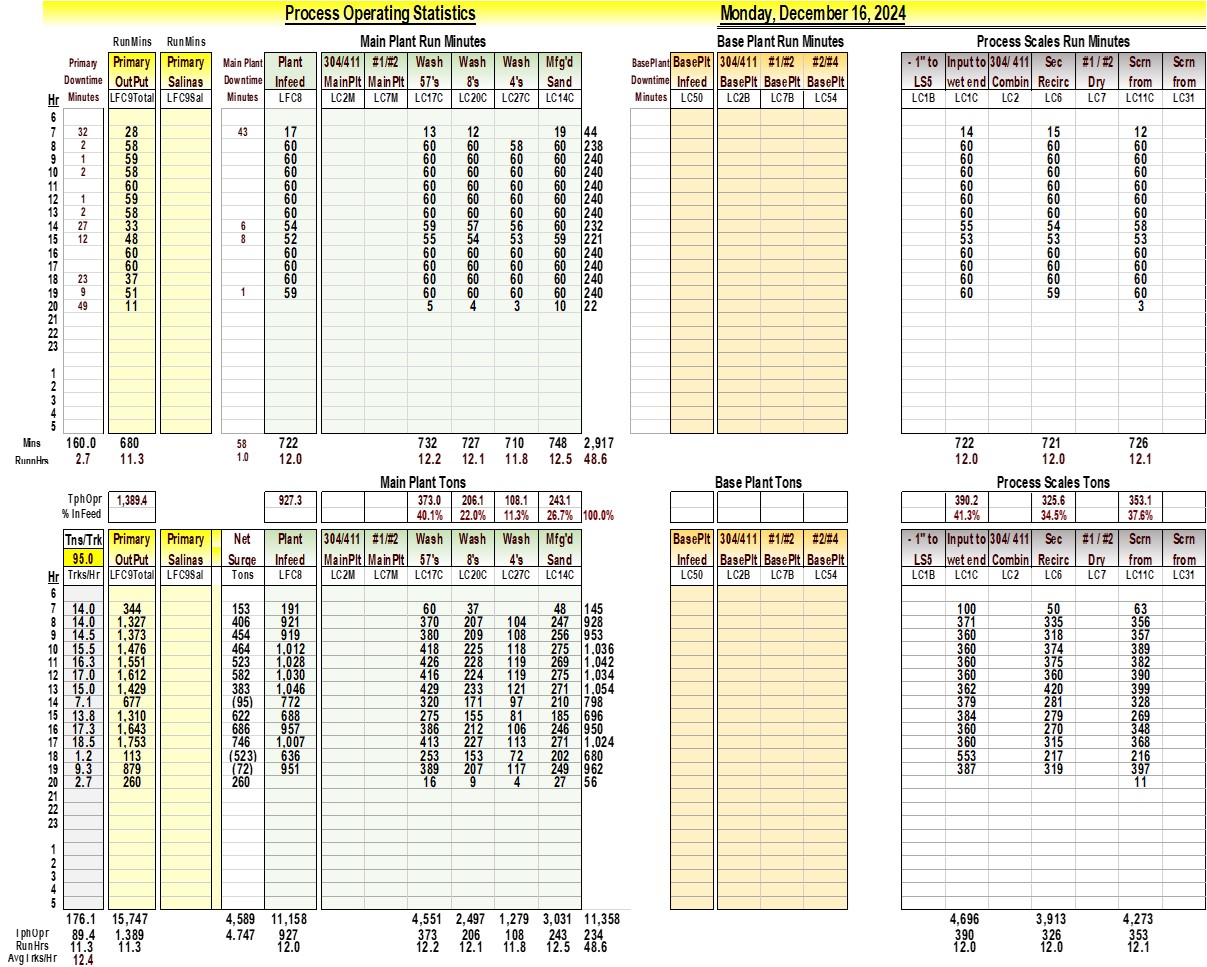 Process Operating Statistics Monday, December 16, 2024
RunMins RunMins Main Plant Run Minutes Base Plant Run Minutes Process Scales Run Minutes
Primary Primary Primary Main Plant Plant 304/411 #1/#2 Wash Wash Wash Mfg'd BasePlant BasePlt 304/411 #1/#2 #2/#4 - 1" to Input to 304/ 411 Sec #1 / #2 Scrn Scrn
Downtime OutPut Salinas Downtime Infeed MainPlt MainPlt 57's 8's 4's Sand Downtime Infeed BasePlt BasePlt BasePlt LS5 wet end Combin Recirc Dry from from
Hr Minutes LFC9Total LFC9Sal Minutes LFC8 LC2M LC7M LC17C LC20C LC27C LC14C Minutes LC50 LC2B LC7B LC54 LC1B LC1C LC2 LC6 LC7 LC11C LC31
6
7 32 28 43 17 13 12 19 44 14 15 12
8 2 58 60 60 60 58 60 238 60 60 60
9 1 59 60 60 60 60 60 240 60 60 60
10 2 58 60 60 60 60 60 240 60 60 60
11 60 60 60 60 60 60 240 60 60 60
12 1 59 60 60 60 60 60 240 60 60 60
13 2 58 60 60 60 60 60 240 60 60 60
14 27 33 6 54 59 57 56 60 232 55 54 58
15 12 48 8 52 55 54 53 59 221 53 53 53
16 60 60 60 60 60 60 240 60 60 60
17 60 60 60 60 60 60 240 60 60 60
18 23 37 60 60 60 60 60 240 60 60 60
19 9 51 1 59 60 60 60 60 240 60 59 60
20 49 11 5 4 3 10 22 3
21
22
23
1
2
3
4
5
Mins 160.0 680 58 722 732 727 710 748 2,917 722 721 726
RunnHrs 2.7 11.3 1.0 12.0 12.2 12.1 11.8 12.5 48.6 12.0 12.0 12.1
Main Plant Tons Base Plant Tons Process Scales Tons
TphOpr 1,389.4 927.3 373.0 206.1 108.1 243.1 390.2 325.6 353.1
% InFeed 40.1% 22.0% 11.3% 26.7% 100.0% 41.3% 34.5% 37.6%
Tns/Trk Primary Primary Net Plant 304/411 #1/#2 Wash Wash Wash Mfg'd BasePlt 304/411 #1/#2 #2/#4 - 1" to Input to 304/ 411 Sec #1 / #2 Scrn Scrn
95.0 OutPut Salinas Surge Infeed MainPlt MainPlt 57's 8's 4's Sand Infeed BasePlt BasePlt BasePlt LS5 wet end Combin Recirc Dry from from
Hr Trks/Hr LFC9Total LFC9Sal Tons LFC8 LC2M LC7M LC17C LC20C LC27C LC14C LC50 LC2B LC7B LC54 LC1B LC1C LC2 LC6 LC7 LC11C LC31
6
7 14.0 344 153 191 60 37 48 145 100 50 63
8 14.0 1,327 406 921 370 207 104 247 928 371 335 356
9 14.5 1,373 454 919 380 209 108 256 953 360 318 357
10 15.5 1,476 464 1,012 418 225 118 275 1,036 360 374 389
11 16.3 1,551 523 1,028 426 228 119 269 1,042 360 375 382
12 17.0 1,612 582 1,030 416 224 119 275 1,034 360 360 390
13 15.0 1,429 383 1,046 429 233 121 271 1,054 362 420 399
14 7.1 677 (95) 772 320 171 97 210 798 379 281 328
15 13.8 1,310 622 688 275 155 81 185 696 384 279 269
16 17.3 1,643 686 957 386 212 106 246 950 360 270 348
17 18.5 1,753 746 1,007 413 227 113 271 1,024 360 315 368
18 1.2 113 (523) 636 253 153 72 202 680 553 217 216
19 9.3 879 (72) 951 389 207 117 249 962 387 319 397
20 2.7 260 260 16 9 4 27 56 11
21
22
23
1
2
3
4
5
176.1 15,747 4,589 11,158 4,551 2,497 1,279 3,031 11,358 4,696 3,913 4,273
TphOpr 89.4 1,389 4.747 927 373 206 108 243 234 390 326 353
RunHrs 11.3 11.3 12.0 12.2 12.1 11.8 12.5 48.6 12.0 12.0 12.1
AvgTrks/Hr 12.4